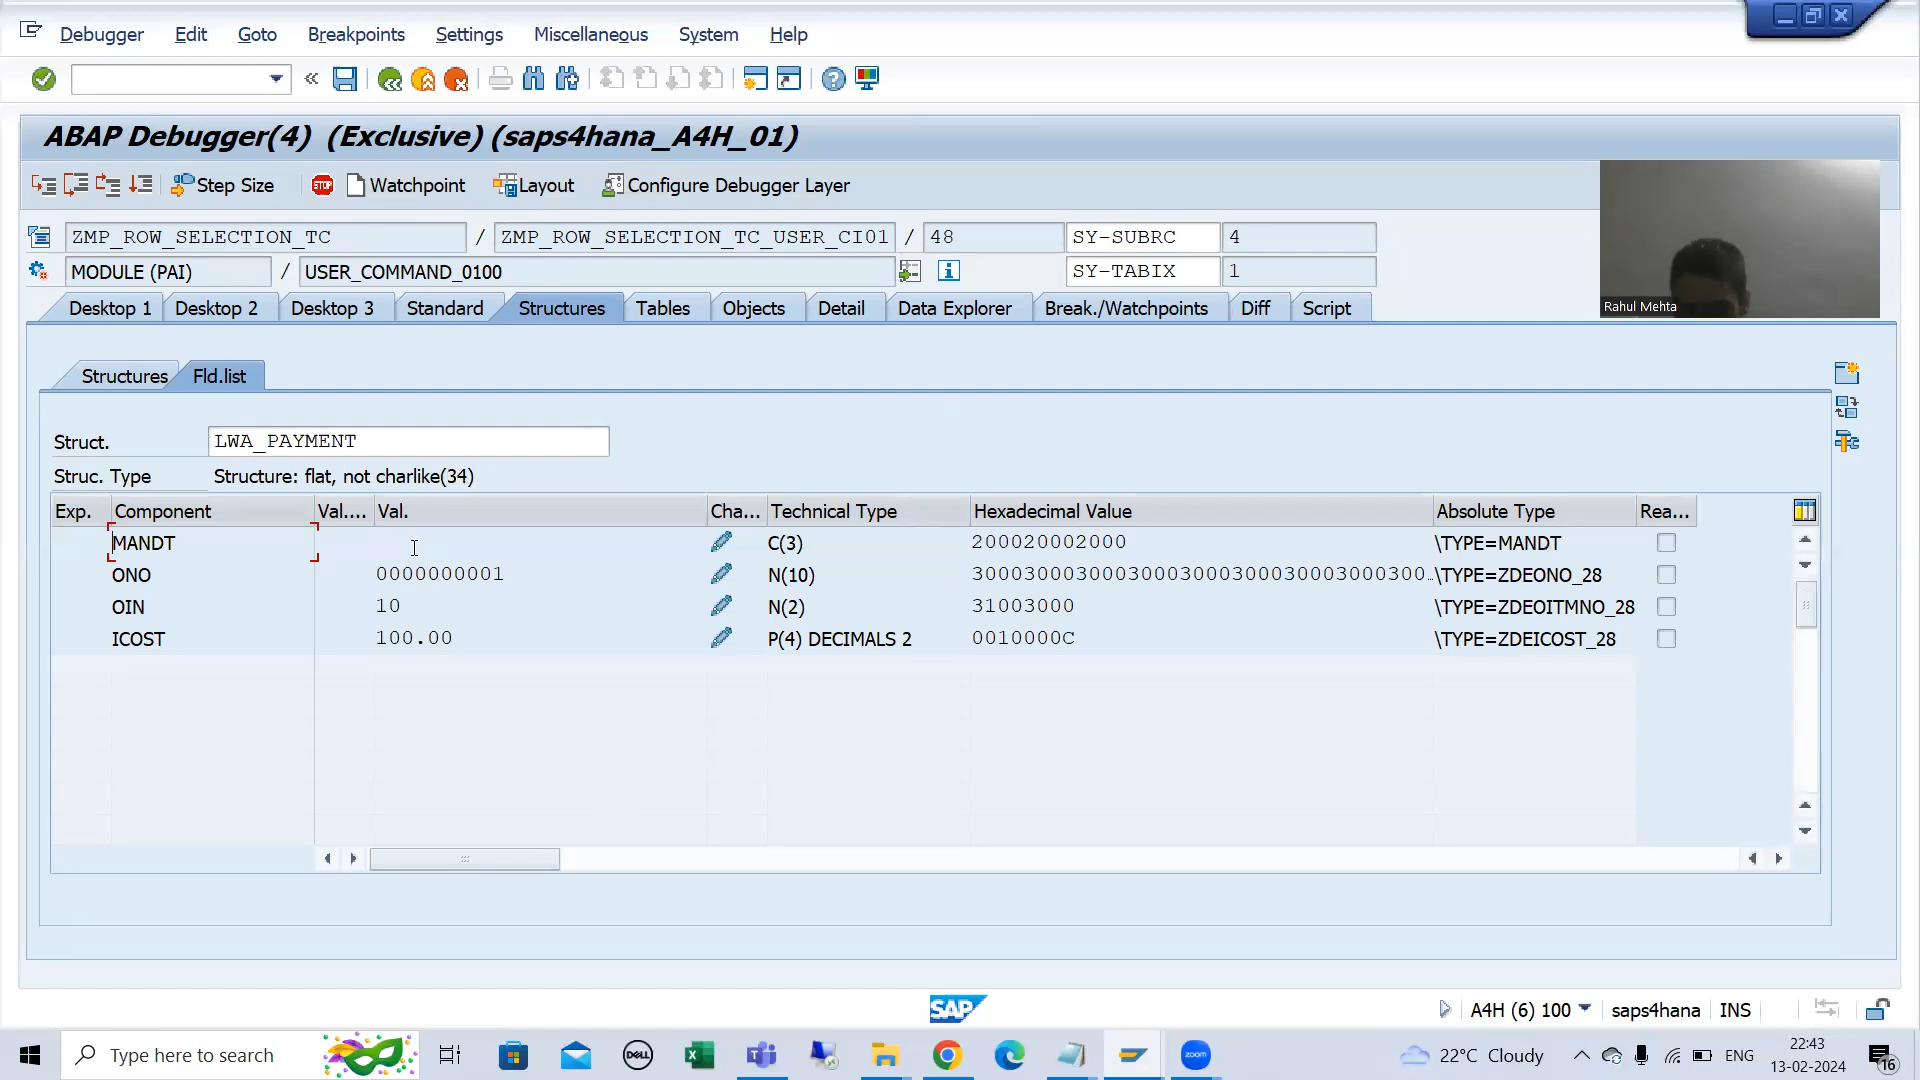 Debugger Edit Goto Breakpoints Settings Miscellaneous System Help
ABAP Debugger(4) (Exclusive) (saps4hana_A4H_01)
Step Size STOP Watchpoint Layout Configure Debugger Layer
ZMP_ROW_SELECTION_TC / ZMP_ROW_SELECTION_TC_USER_CI01 / 48 SY-SUBRC 4
MODULE (PAI) / USER_COMMAND_0100 SY-TABIX 1
Rahul Mehta
Desktop 1 Desktop 2 Desktop 3 Standard Structures Tables Objects Detail Data Explorer Break./Watchpoints Diff Script
Structures Fld.list
Struct. LWA_PAYMENT
Struc. Type Structure: flat, not charlike(34)
Exp. Component Val.... Val. Cha... Technical Type Hexadecimal Value Absolute Type Rea...
MANDT C(3) 200020002000 \TYPE=MANDT
ONO 0000000001 N(10) 300030003000300030003000300030003000300... \TYPE=ZDEONO_28
OIN 10 N(2) 31003000 \TYPE=ZDEOITMNO_28
ICOST 100.00 P(4) DECIMALS 2 0010000C \TYPE=ZDEICOST_28
SAP A4H (6) 100 saps4hana INS
Type here to search DELL zoom 22°C Cloudy ENG 22:43
13-02-2024 16